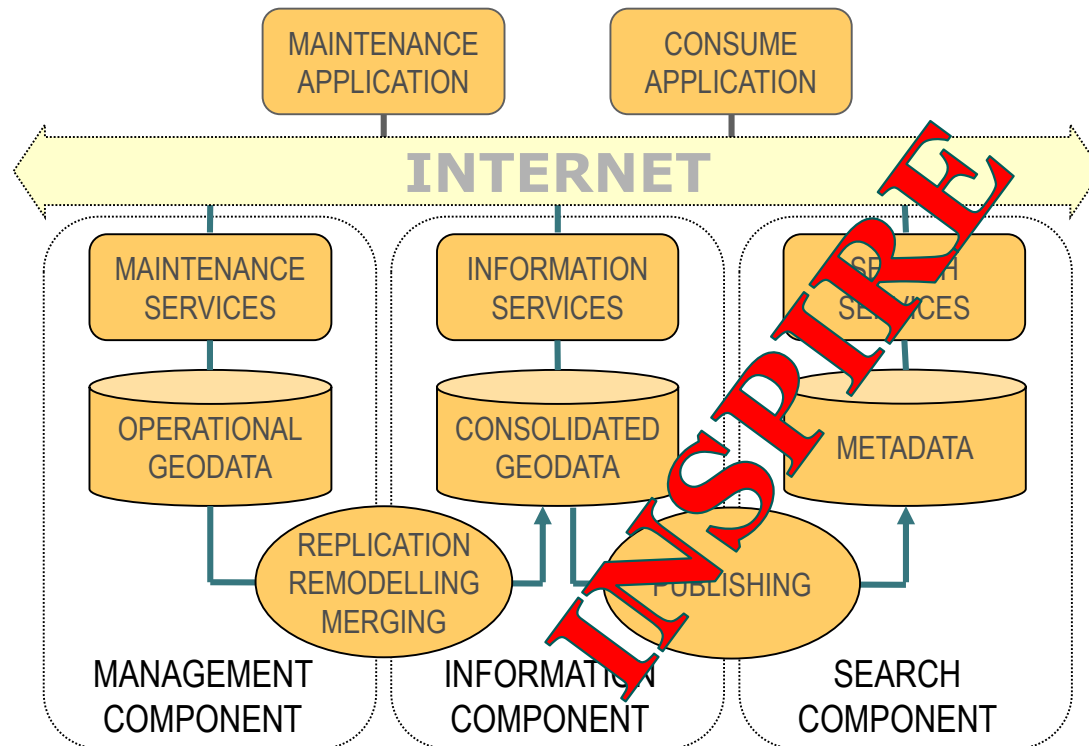 MAINTENANCE
APPLICATION
CONSUME
APPLICATION
INTERNET
MAINTENANCE
SERVICES
INFORMATION
SERVICES
SEARCH
SERVICES
OPERATIONAL
GEODATA
CONSOLIDATED
GEODATA
METADATA
REPLICATION
REMODELLING
MERGING
PUBLISHING
MANAGEMENT
COMPONENT
INFORMATION
COMPONENT
SEARCH
COMPONENT
INSPIRE